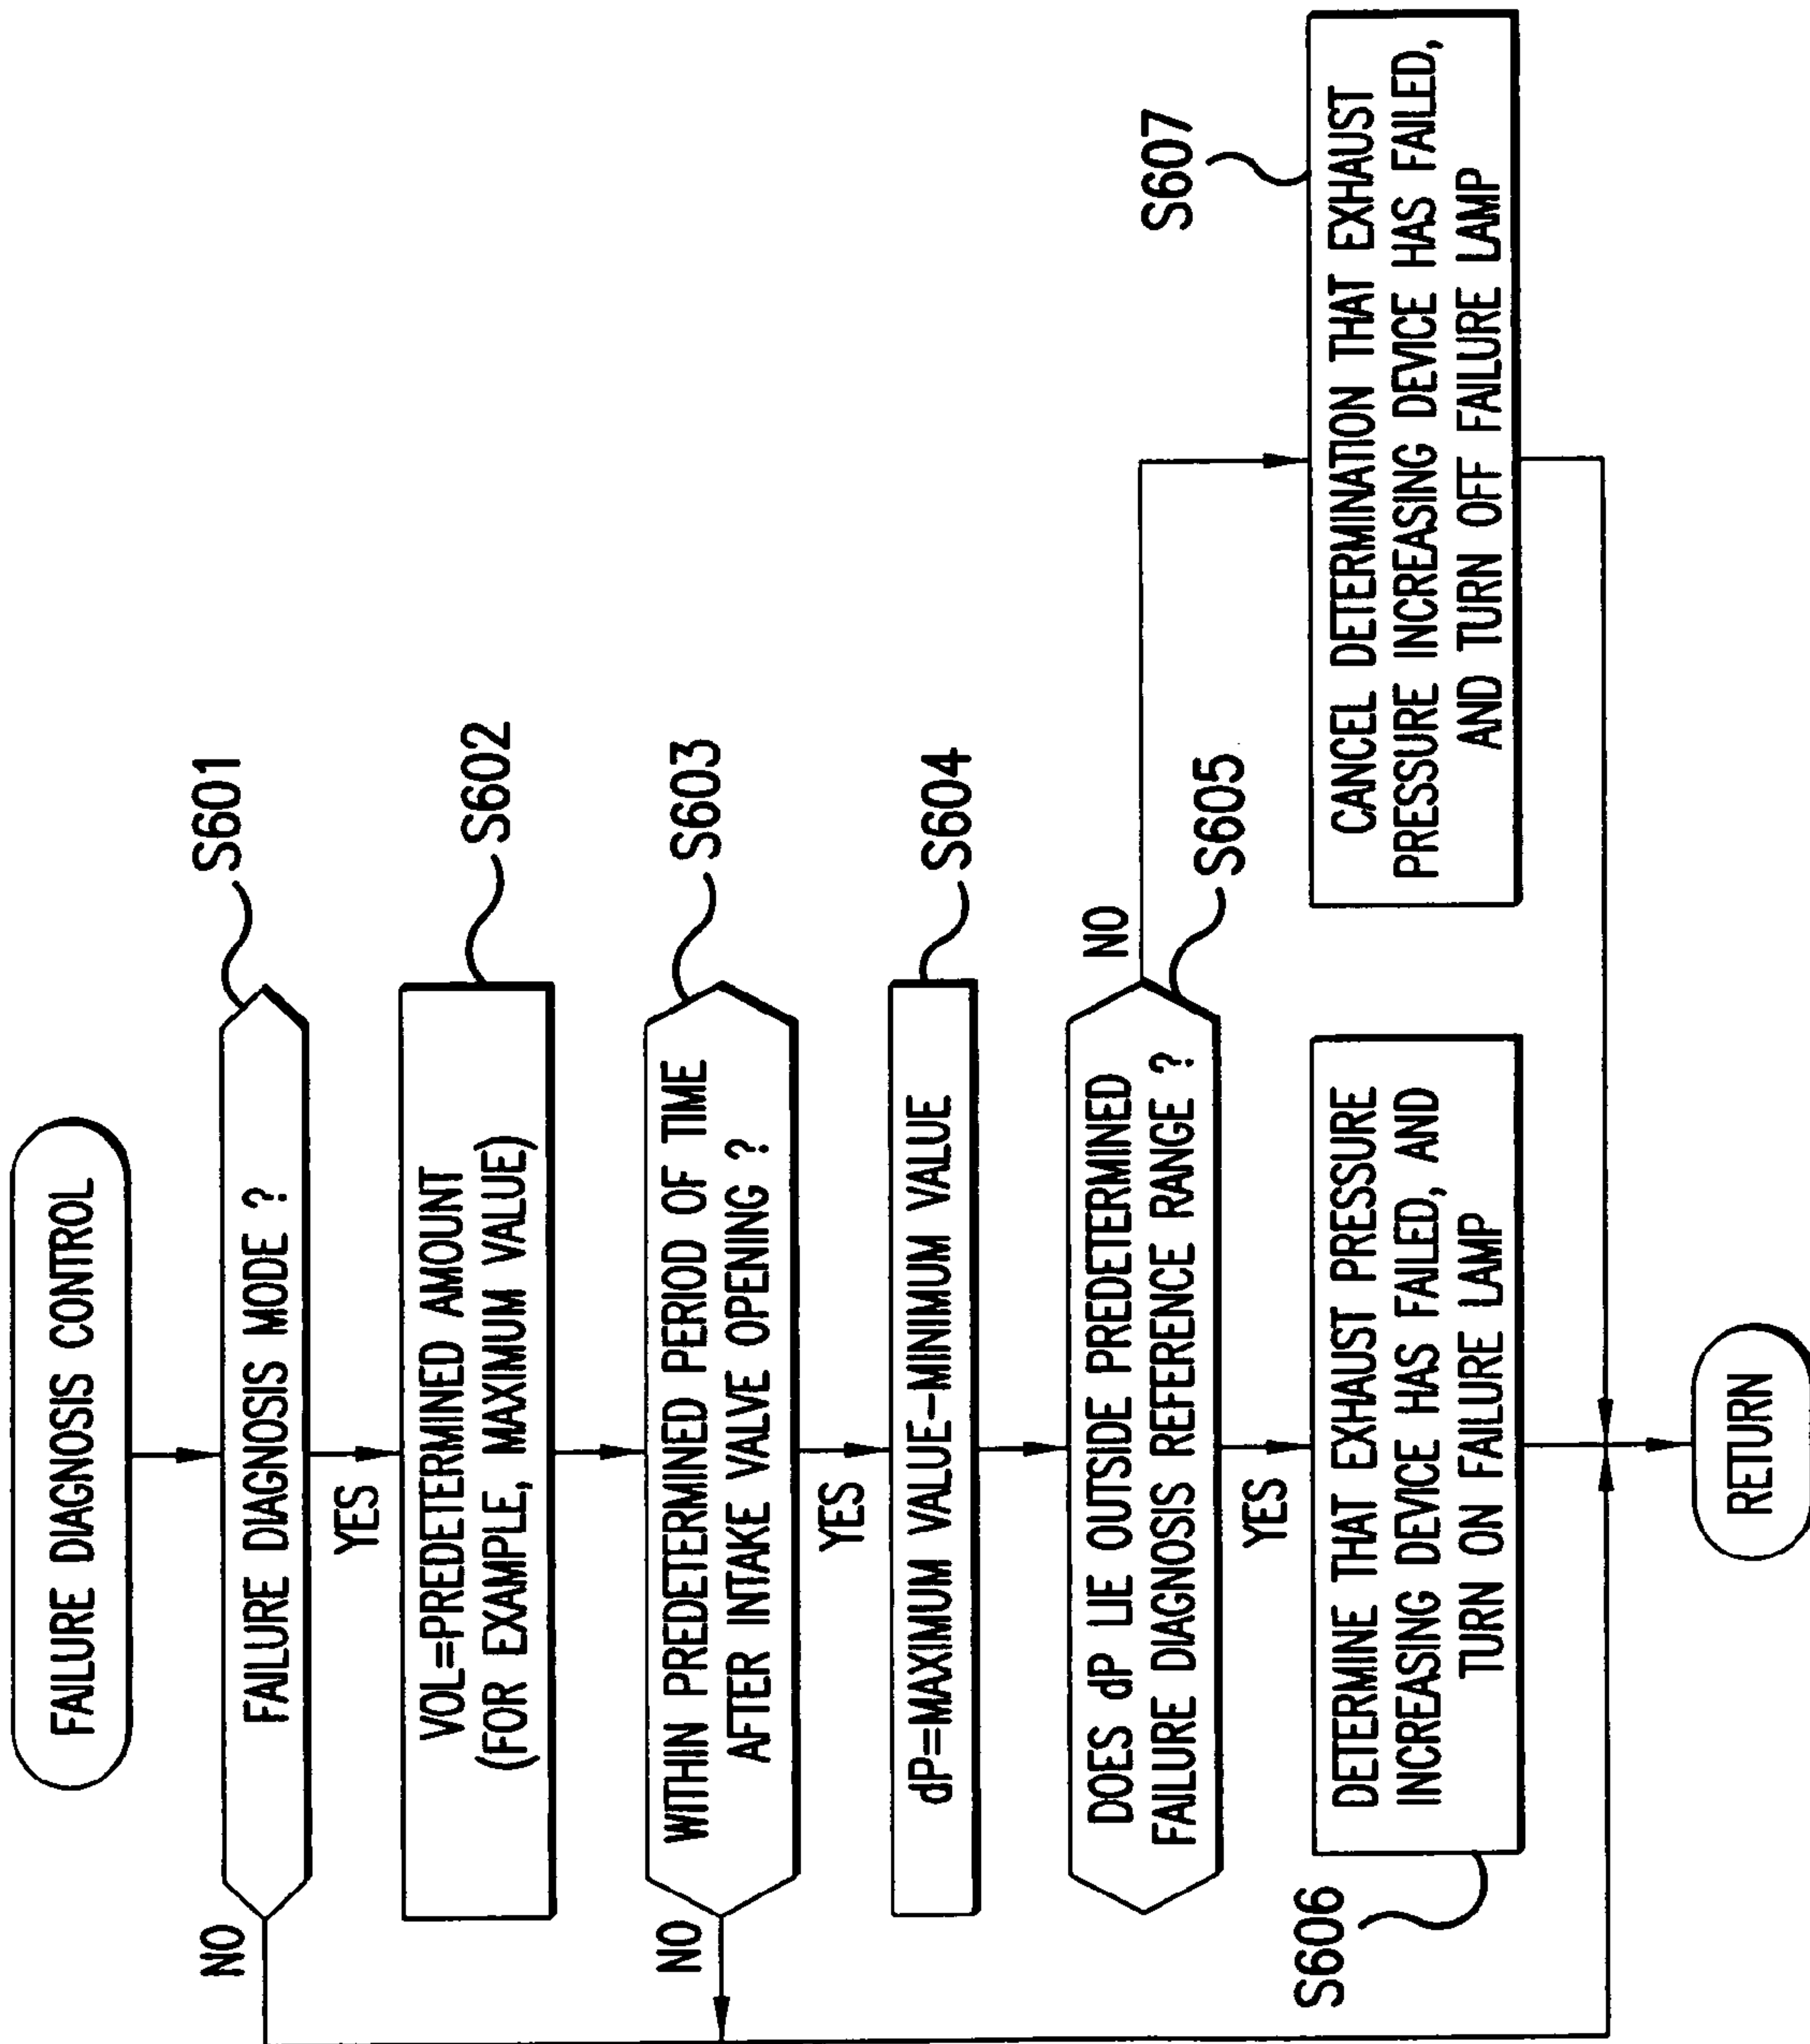 FAILURE DIAGNOSIS CONTROL
S601
FAILURE DIAGNOSIS MODE ?
NO
YES
S602
VOL=PREDETERMINED AMOUNT
(FOR EXAMPLE, MAXIMUM VALUE)
S603
WITHIN PREDETERMINED PERIOD OF TIME
AFTER INTAKE VALVE OPENING ?
NO
YES
S604
dP=MAXIMUM VALUE-MINIMUM VALUE
S605
DOES dP LIE OUTSIDE PREDETERMINED
FAILURE DIAGNOSIS REFERENCE RANGE ?
NO
YES
S606
DETERMINE THAT EXHAUST PRESSURE
INCREASING DEVICE HAS FAILED, AND
TURN ON FAILURE LAMP
S607
CANCEL DETERMINATION THAT EXHAUST
PRESSURE INCREASING DEVICE HAS FAILED,
AND TURN OFF FAILURE LAMP
RETURN